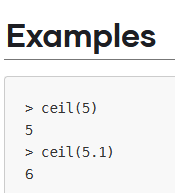 Examples
> ceil(5)
5
> ceil(5.1)
6